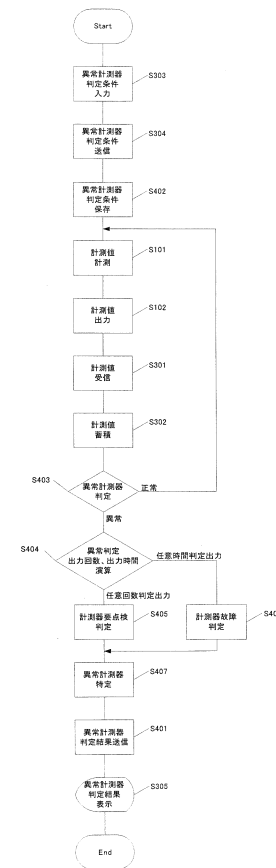 Start
異常計測器
判定条件
入力
S303
異常計測器
判定条件
送信
S304
異常計測器
判定条件
保存
S402
計測値
計測
S101
計測値
出力
S102
計測値
受信
S301
計測値
蓄積
S302
S403
異常計測器
判定
正常
異常
S404
異常判定
出力回数、出力時間
演算
任意時間判定出力
任意回数判定出力
計測器要点検
判定
S405
計測器故障
判定
異常計測器
特定
S407
異常計測器
判定結果送信
S401
異常計測器
判定結果
表示
S305
End